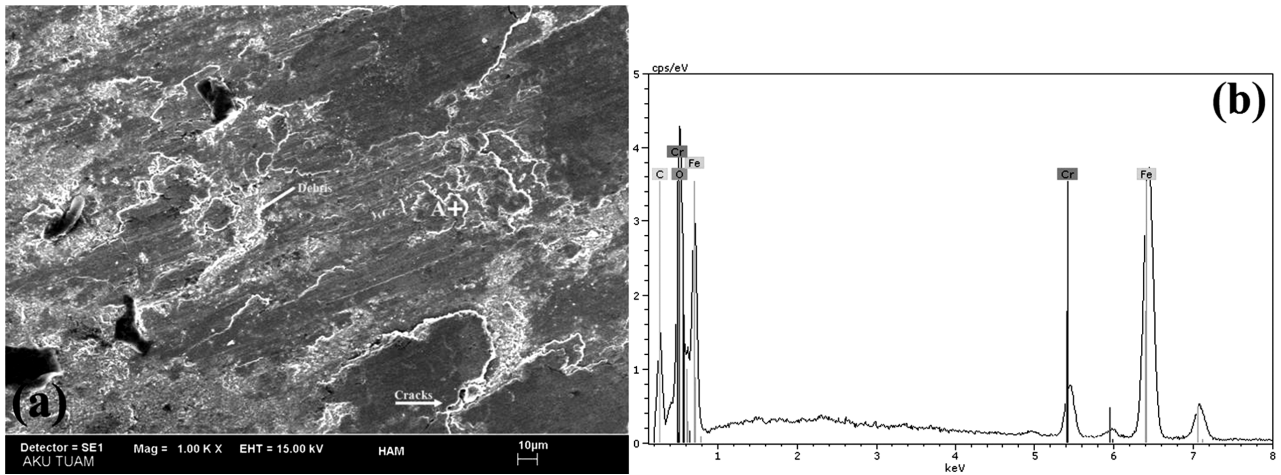 Debris
A+
Cracks
(a)
Detector = SE1 Mag = 1.00 K X EHT = 15.00 kV HAM 10μm
AKU TUAM
cps/eV
(b)
5
4
3
2
1
0
Cr
Fe
C O Cr Fe
1 2 3 4 5 6 7 8
keV